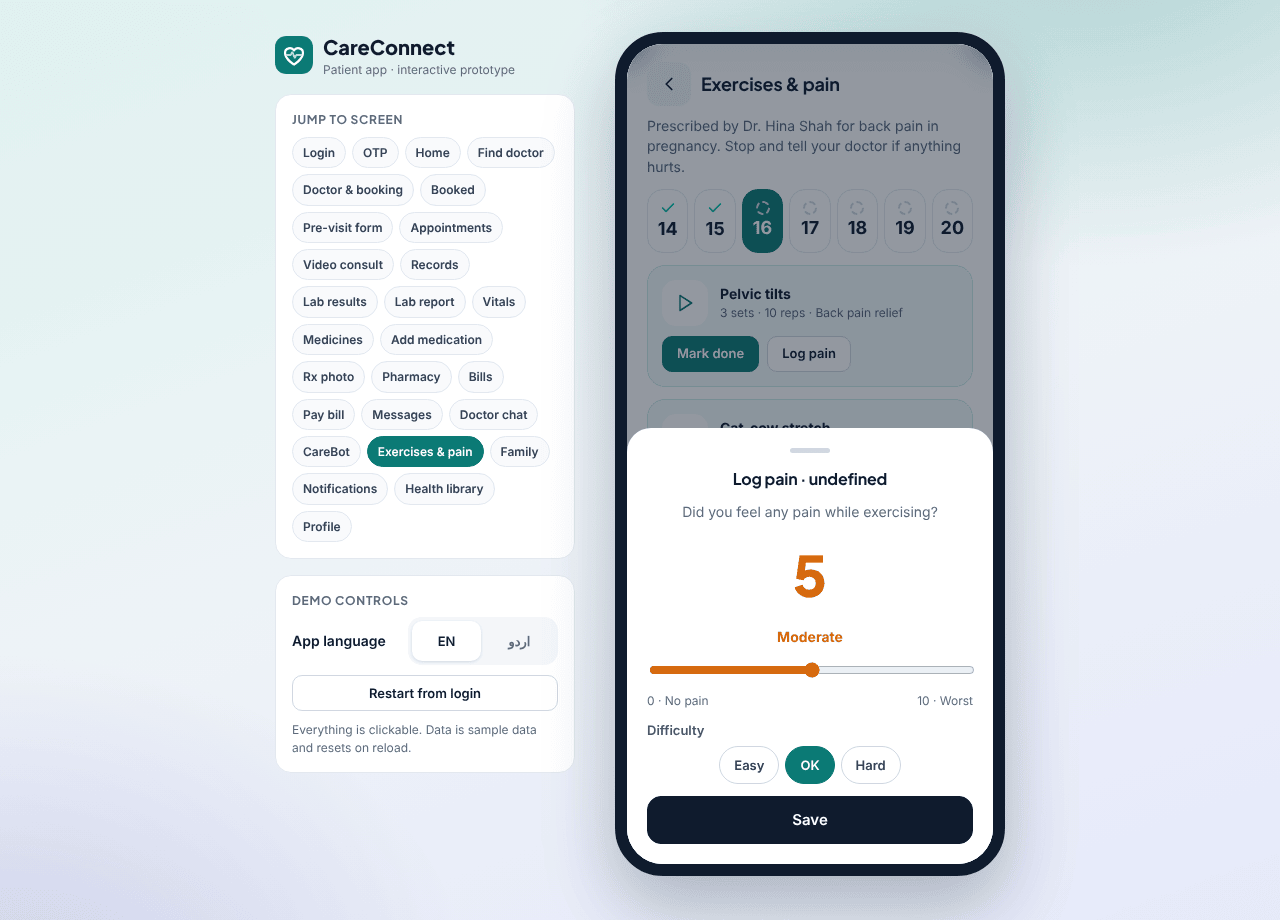 CareConnect
Patient app · interactive prototype
JUMP TO SCREEN
Login OTP Home Find doctor
Doctor & booking Booked
Pre-visit form Appointments
Video consult Records
Lab results Lab report Vitals
Medicines Add medication
Rx photo Pharmacy Bills
Pay bill Messages Doctor chat
CareBot Exercises & pain Family
Notifications Health library
Profile
DEMO CONTROLS
App language EN اردو
Restart from login
Everything is clickable. Data is sample data
and resets on reload.
Exercises & pain
Prescribed by Dr. Hina Shah for back pain in
pregnancy. Stop and tell your doctor if anything
hurts.
14 15 16 17 18 19 20
Pelvic tilts
3 sets · 10 reps · Back pain relief
Mark done Log pain
Cat-cow stretch
Log pain · undefined
Did you feel any pain while exercising?
5
Moderate
0 · No pain 10 · Worst
Difficulty
Easy OK Hard
Save